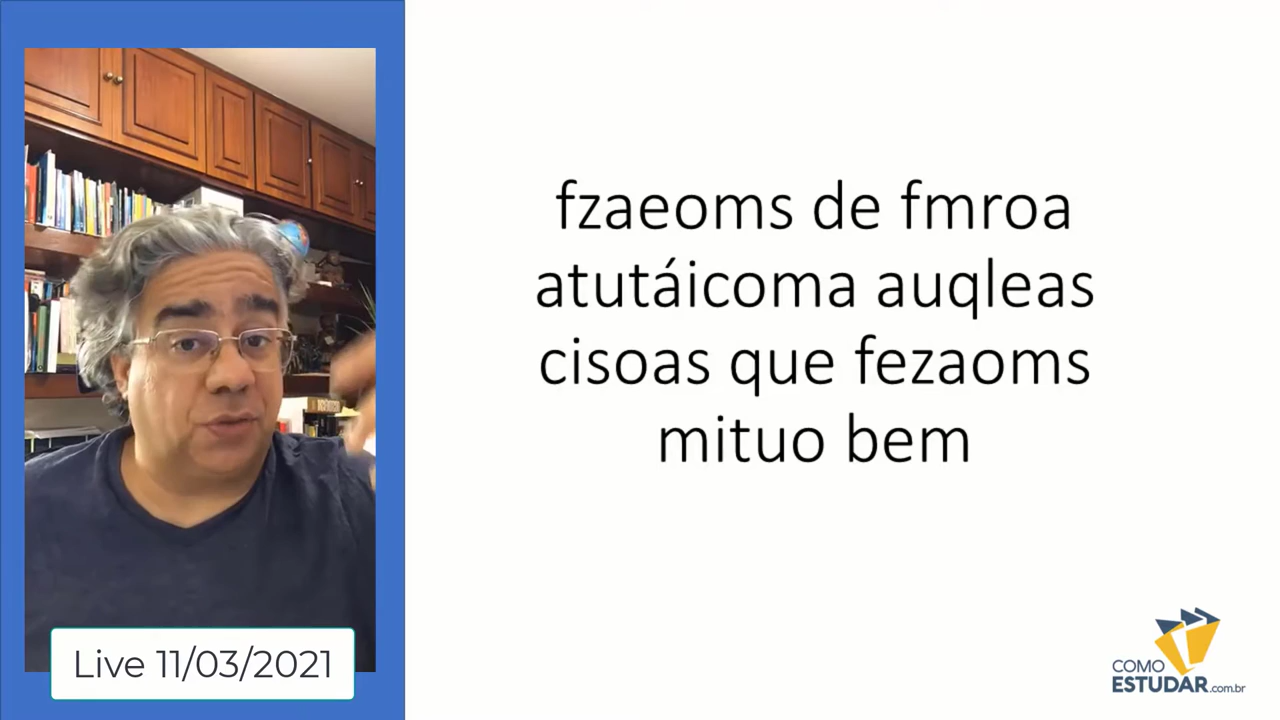 fzaeoms de fmroa
atutáicoma auqleas
cisoas que fezaoms
mituo bem
Live 11/03/2021
COMO
ESTUDAR.com.br